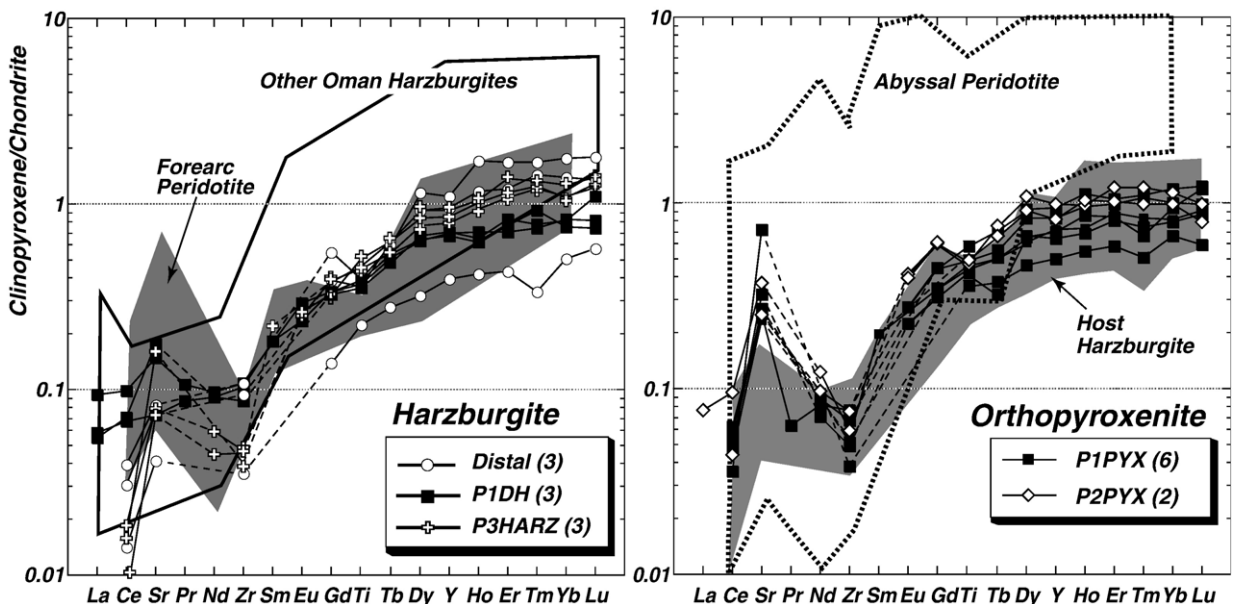 Clinopyroxene/Chondrite
10
1
0.1
0.01
Other Oman Harzburgites
Forearc
Peridotite
Harzburgite
Distal (3)
P1DH (3)
P3HARZ (3)
La Ce Sr Pr Nd Zr Sm Eu Gd Ti Tb Dy Y Ho Er Tm Yb Lu
10
1
0.1
0.01
Abyssal Peridotite
Host
Harzburgite
Orthopyroxenite
P1PYX (6)
P2PYX (2)
La Ce Sr Pr Nd Zr Sm Eu Gd Ti Tb Dy Y Ho Er Tm Yb Lu